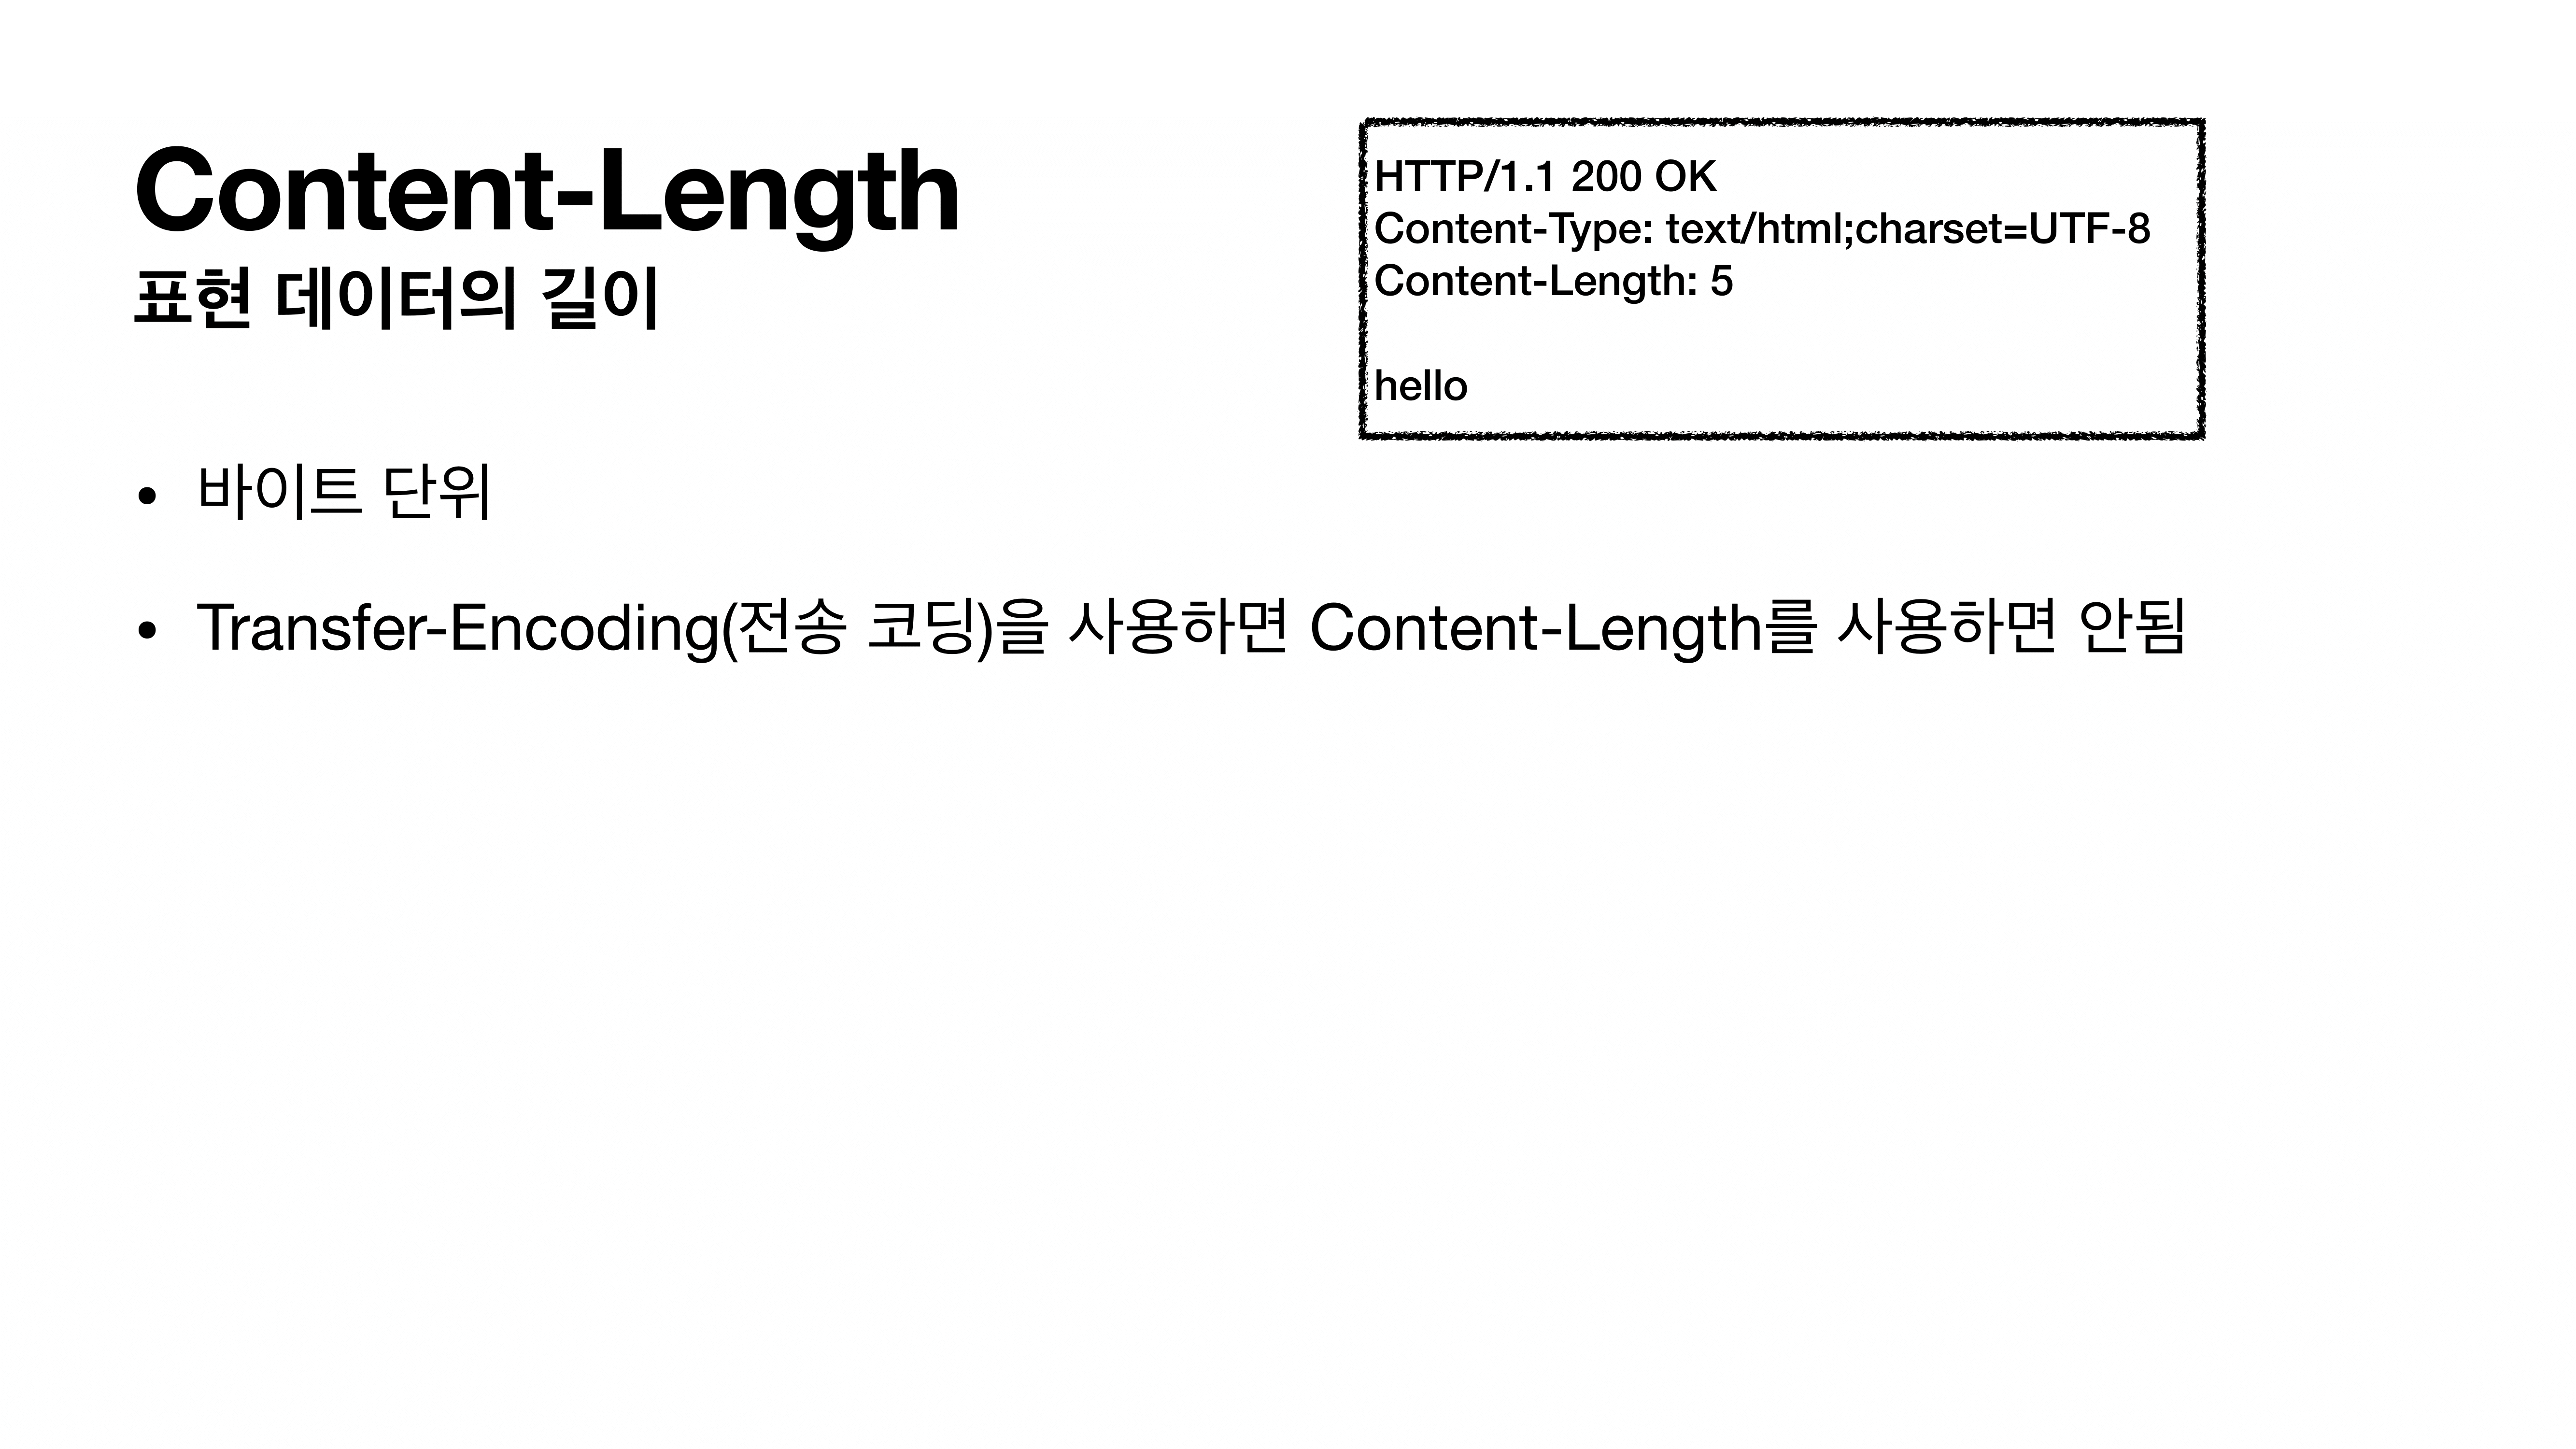 Content-Length
표현 데이터의 길이
HTTP/1.1 200 OK
Content-Type: text/html;charset=UTF-8
Content-Length: 5
hello
• 바이트 단위
• Transfer-Encoding(전송 코딩)을 사용하면 Content-Length를 사용하면 안됨